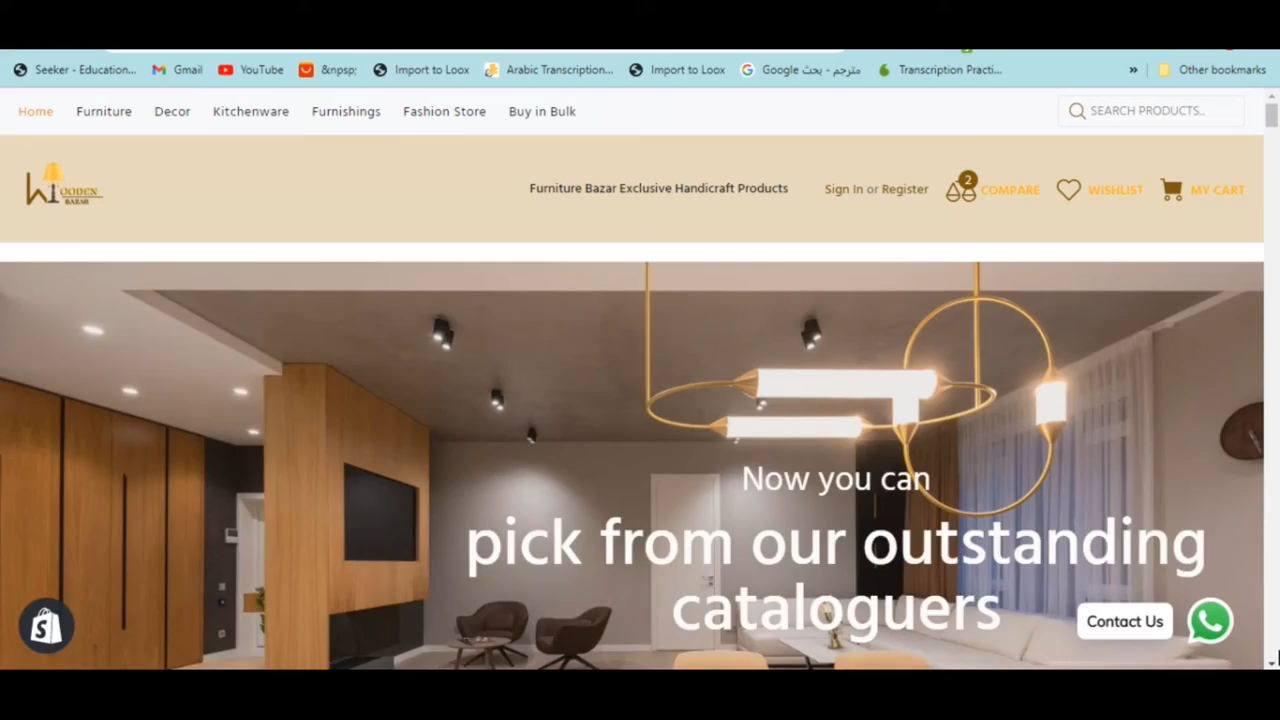 Seeker - Education...
Gmail
YouTube
&npsp;
Import to Loox
Arabic Transcription...
Import to Loox
مترجم - بحث Google
Transcription Practi...
»
Other bookmarks
Home
Furniture
Decor
Kitchenware
Furnishings
Fashion Store
Buy in Bulk
SEARCH PRODUCTS..
WOODEN
BAZAR
Furniture Bazar Exclusive Handicraft Products
Sign In or Register
2
COMPARE
WISHLIST
MY CART
Now you can
pick from our outstanding
cataloguers
Contact Us